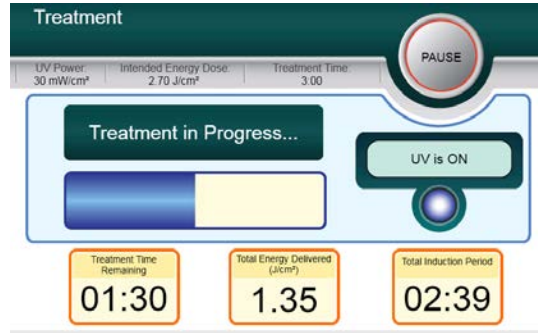 Treatment
PAUSE
UV Power: Intended Energy Dose: Treatment Time:
30 mW/cm² 2.70 J/cm² 3:00
Treatment in Progress...
UV is ON
Treatment Time
Remaining
01:30
Total Energy Delivered
(J/cm²)
1.35
Total Induction Period
02:39